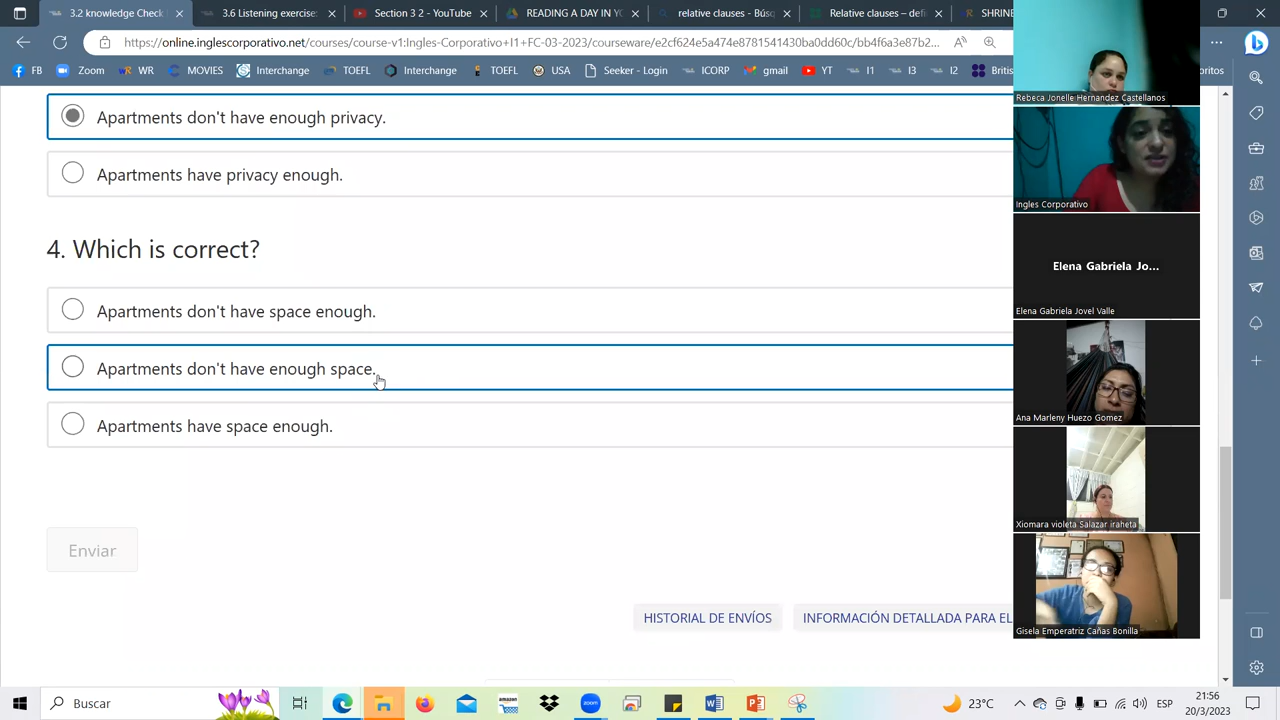 3.2 knowledge Check
3.6 Listening exercise
Section 3 2 - YouTube
READING A DAY IN YO
relative clauses - Búsq
Relative clauses – defi
SHRINE
https://online.inglescorporativo.net/courses/course-v1:Ingles-Corporativo+I1+FC-03-2023/courseware/e2cf624e5a474e8781541430ba0dd60c/bb4f6a3e87b2...
FB
Zoom
WR
MOVIES
Interchange
TOEFL
Interchange
TOEFL
USA
Seeker - Login
ICORP
gmail
YT
I1
I3
I2
Britis
oritos
Apartments don't have enough privacy.
Apartments have privacy enough.
4. Which is correct?
Apartments don't have space enough.
Apartments don't have enough space.
Apartments have space enough.
Enviar
HISTORIAL DE ENVÍOS
INFORMACIÓN DETALLADA PARA EL
Rebeca Jonelle Hernandez Castellanos
Ingles Corporativo
Elena Gabriela Jo...
Elena Gabriela Jovel Valle
Ana Marleny Huezo Gomez
Xiomara violeta Salazar iraheta
Gisela Emperatriz Cañas Bonilla
Buscar
amazon
zoom
23°C
ESP
21:56
20/3/2023